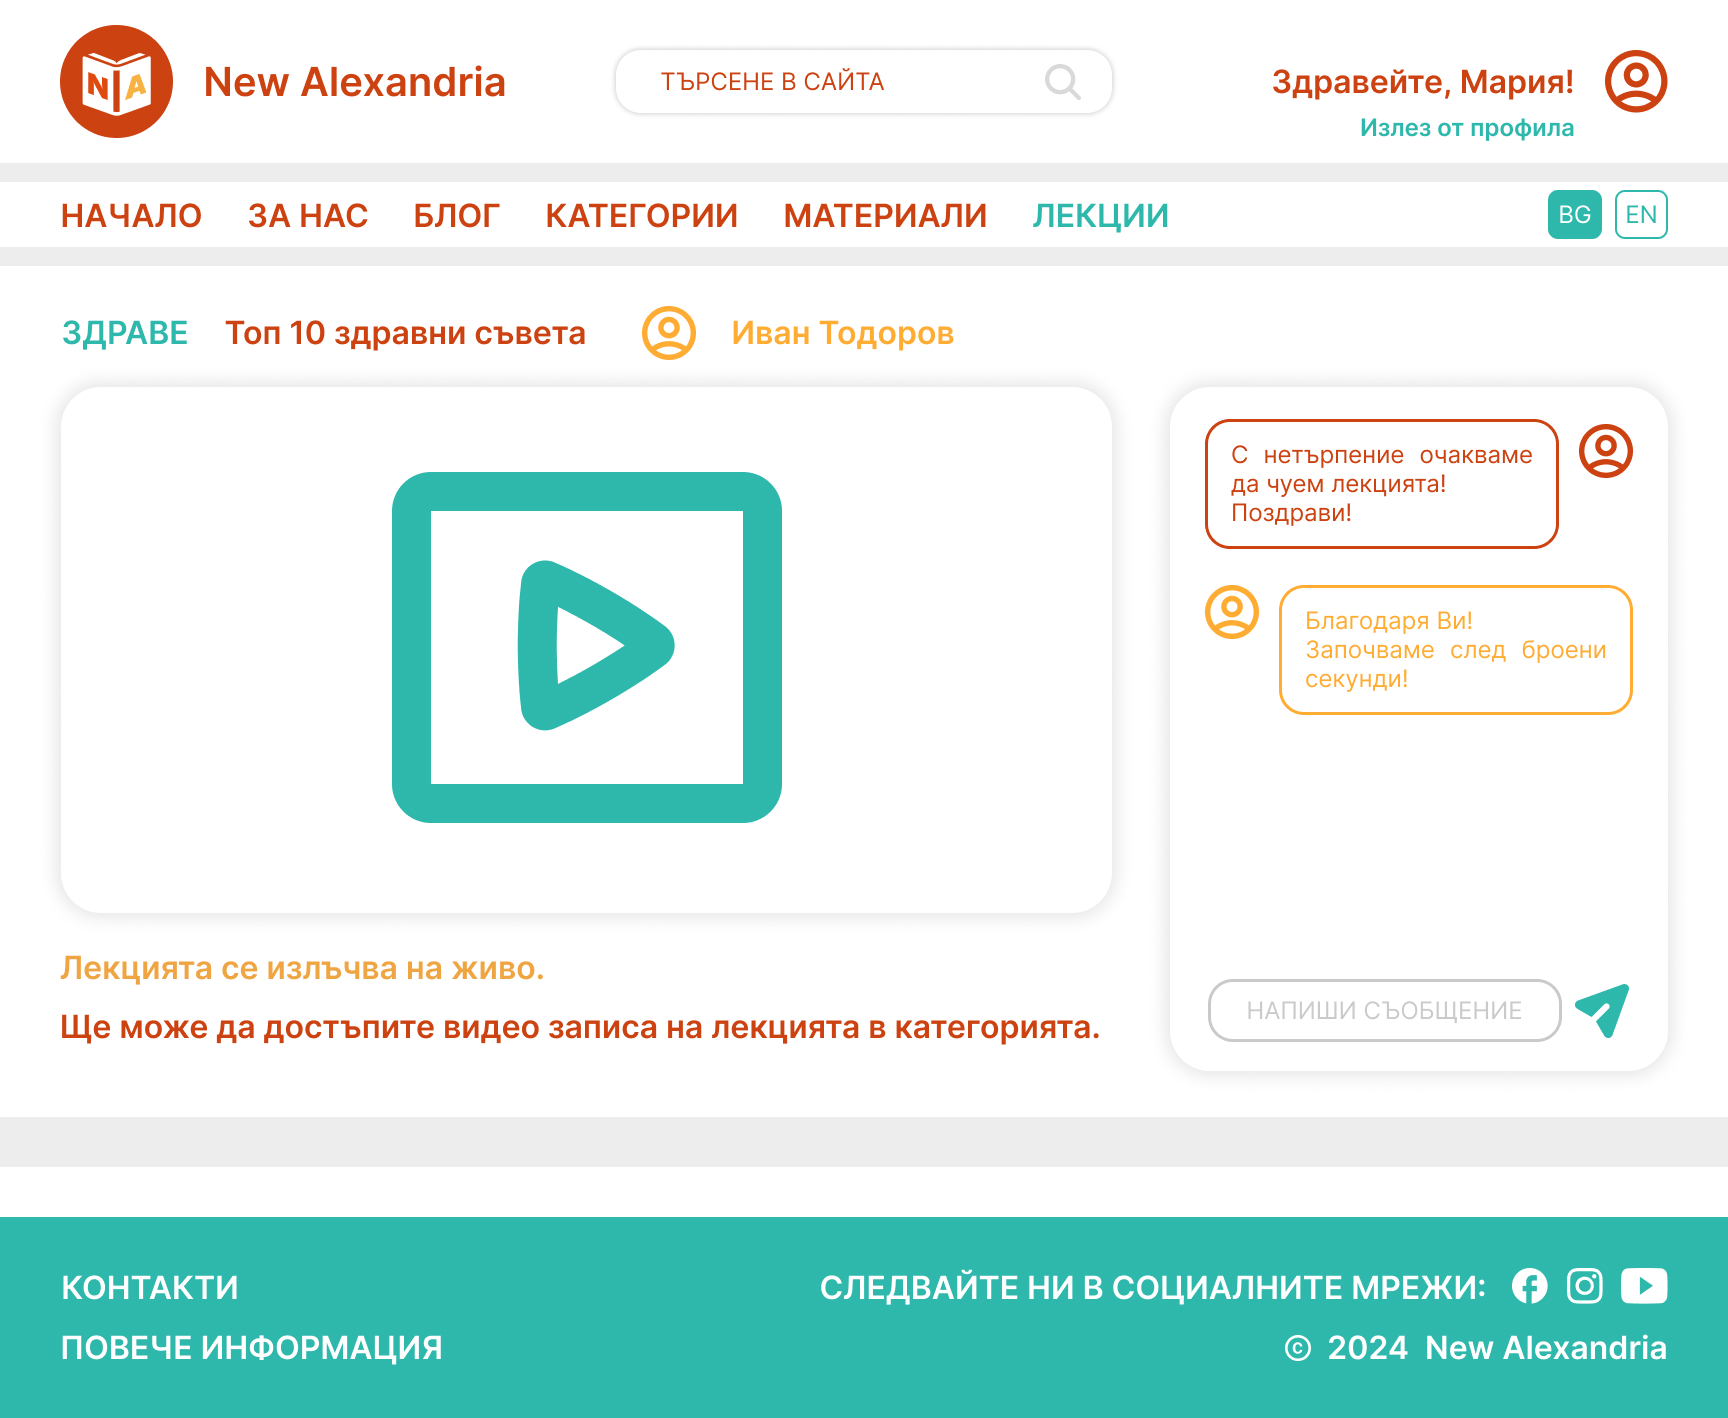 NA
New Alexandria
ТЪРСЕНЕ В САЙТА
Здравейте, Мария!
Излез от профила
НАЧАЛО ЗА НАС БЛОГ КАТЕГОРИИ МАТЕРИАЛИ ЛЕКЦИИ BG EN
ЗДРАВЕ Топ 10 здравни съвета Иван Тодоров
С нетърпение очакваме
да чуем лекцията!
Поздрави!
Благодаря Ви!
Започваме след броени
секунди!
НАПИШИ СЪОБЩЕНИЕ
Лекцията се излъчва на живо.
Ще може да достъпите видео записа на лекцията в категорията.
КОНТАКТИ
ПОВЕЧЕ ИНФОРМАЦИЯ
СЛЕДВАЙТЕ НИ В СОЦИАЛНИТЕ МРЕЖИ:
© 2024 New Alexandria